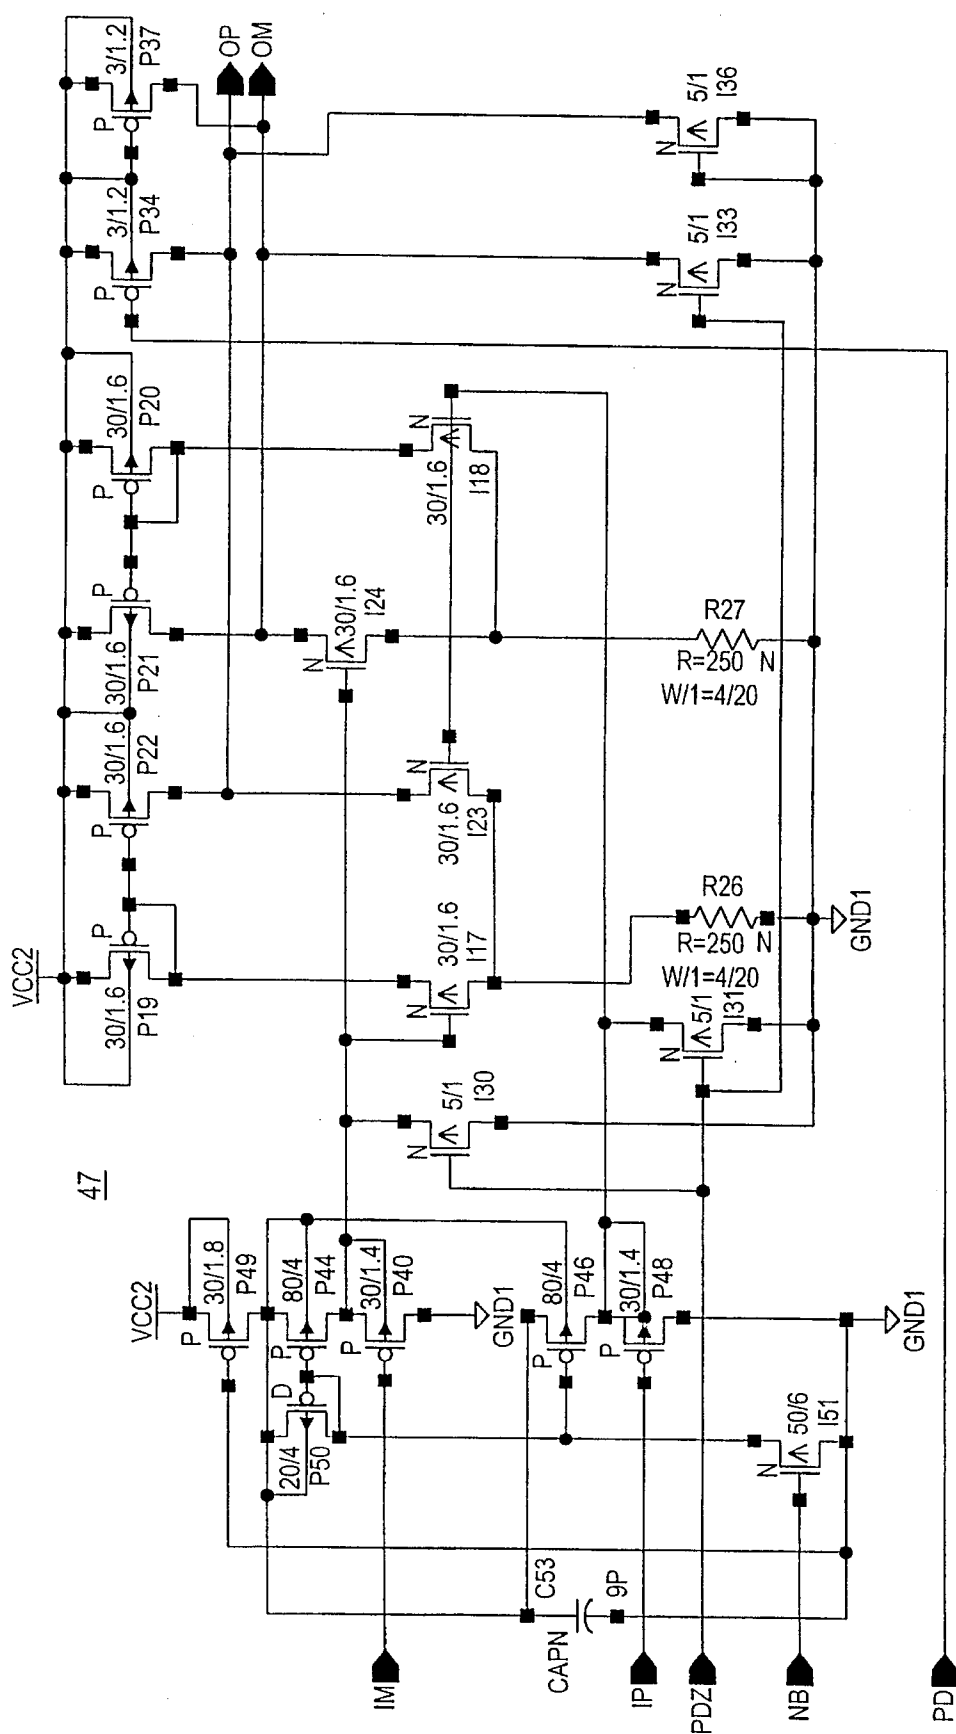 47
VCC2
P
30/1.8
P49
80/4
P
P44
D
20/4
P50
30/1.4
P
P40
GND1
IM
C53
CAPN
9P
80/4
P
P46
30/1.4
P
P48
GND1
IP
PDZ
N
50/6
I51
NB
PD
VCC2
P
30/1.6
P19
P
30/1.6
P22
P
30/1.6
P21
P
30/1.6
P20
P
3/1.2
P34
P
3/1.2
P37
OP
OM
N
30/1.6
I24
N
5/1
I30
N
30/1.6
I17
N
30/1.6
I23
N
30/1.6
I18
N
5/1
I31
R26
R=250 N
W/1=4/20
R27
R=250 N
W/1=4/20
N
5/1
I33
N
5/1
I36
GND1